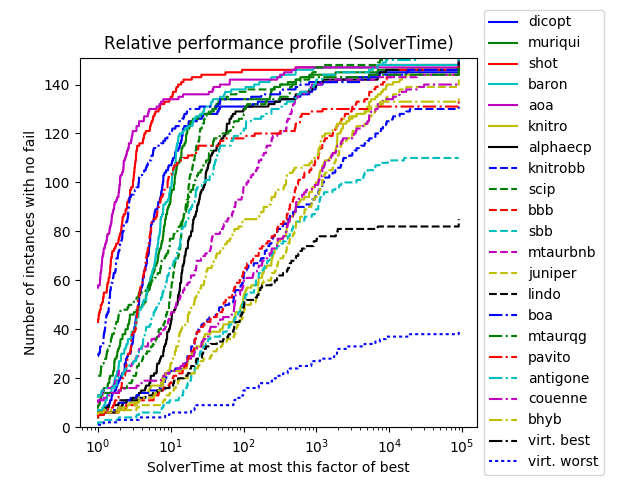 Relative performance profile (SolverTime)
Number of instances with no fail
140
120
100
80
60
40
20
0
10^0
10^1
10^2
10^3
10^4
10^5
SolverTime at most this factor of best
dicopt
muriqui
shot
baron
aoa
knitro
alphaecp
knitrobb
scip
bbb
sbb
mtaurbnb
juniper
lindo
boa
mtaurqg
pavito
antigone
couenne
bhyb
virt. best
virt. worst